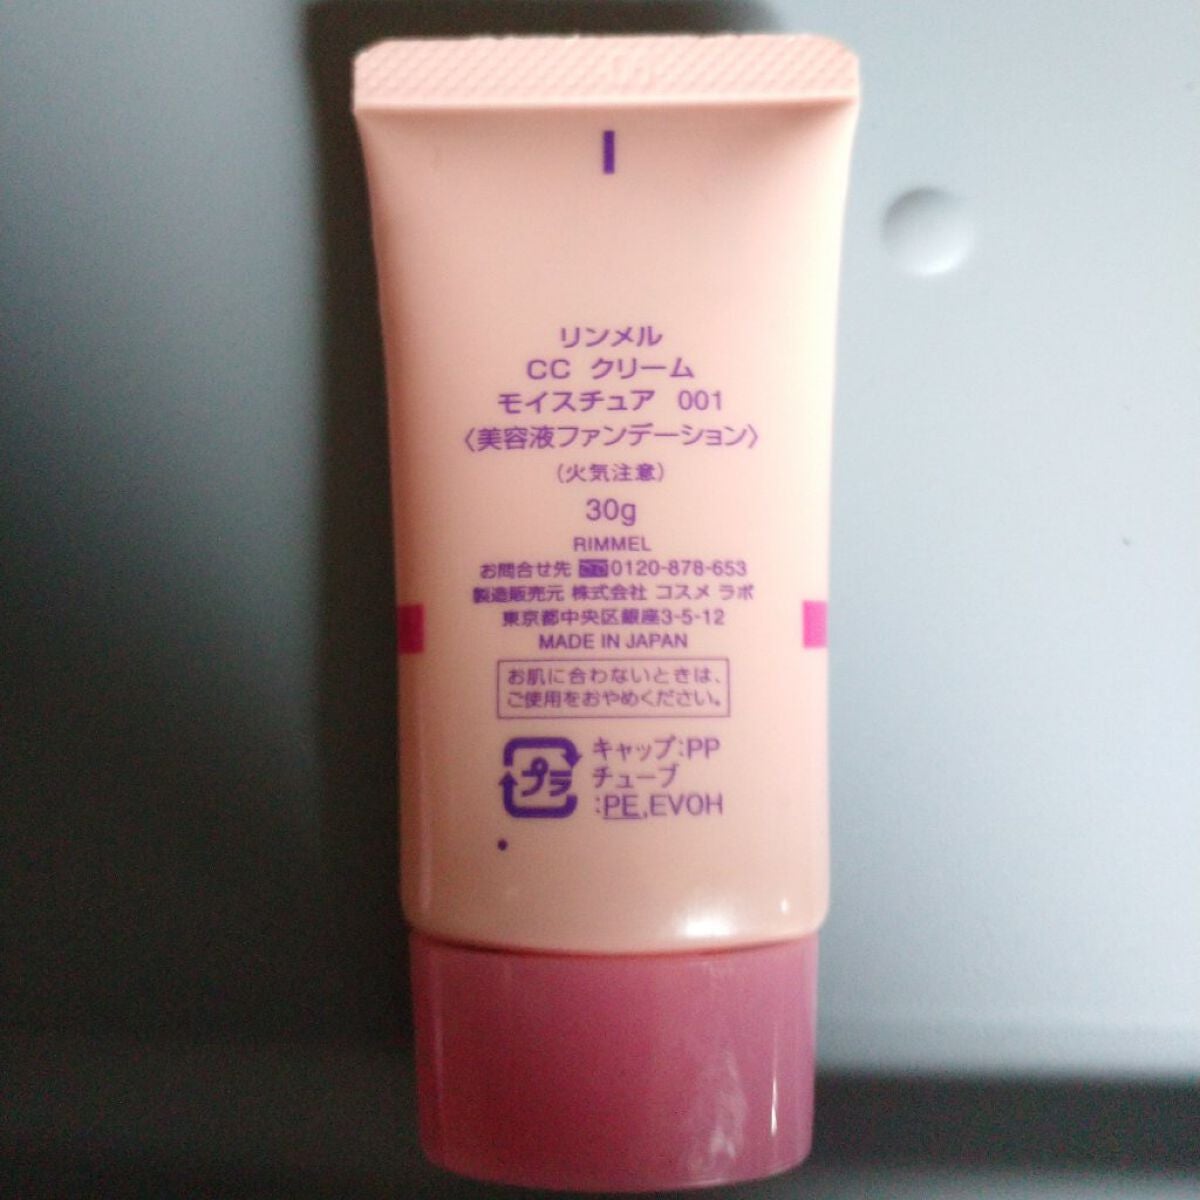 リンメル
CC クリーム
モイスチュア 001
〈美容液ファンデーション〉
(火気注意)
30g
RIMMEL
お問合せ先 0120-878-653
製造販売元 株式会社 コスメ ラボ
東京都中央区銀座3-5-12
MADE IN JAPAN
お肌に合わないときは、
ご使用をおやめください。
プラ
キャップ:PP
チューブ
:PE,EVOH